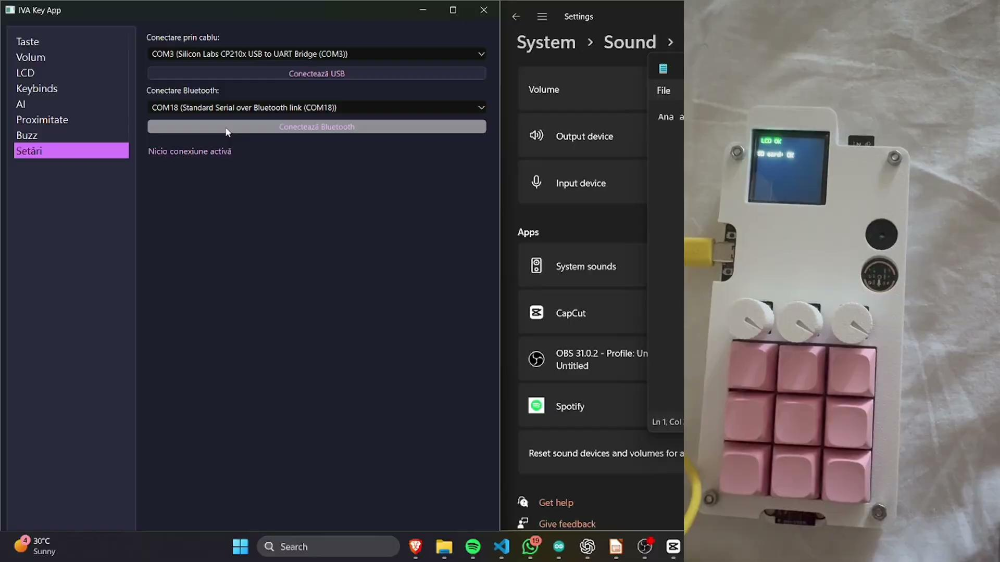 IVA Key App
Taste
Volum
LCD
Keybinds
AI
Proximitate
Buzz
Setări
Conectare prin cablu:
COM3 (Silicon Labs CP210x USB to UART Bridge (COM3))
Conectează USB
Conectare Bluetooth:
COM18 (Standard Serial over Bluetooth link (COM18))
Conectează Bluetooth
Nicio conexiune activă
Settings
System > Sound >
Volume
Output device
Input device
Apps
System sounds
CapCut
OBS 31.0.2 - Profile: Un
Untitled
Spotify
Reset sound devices and volumes for a
Get help
Give feedback
File
Ana a
Ln 1, Col
LCD OK
SD card: OK
4
30°C
Sunny
Search
19